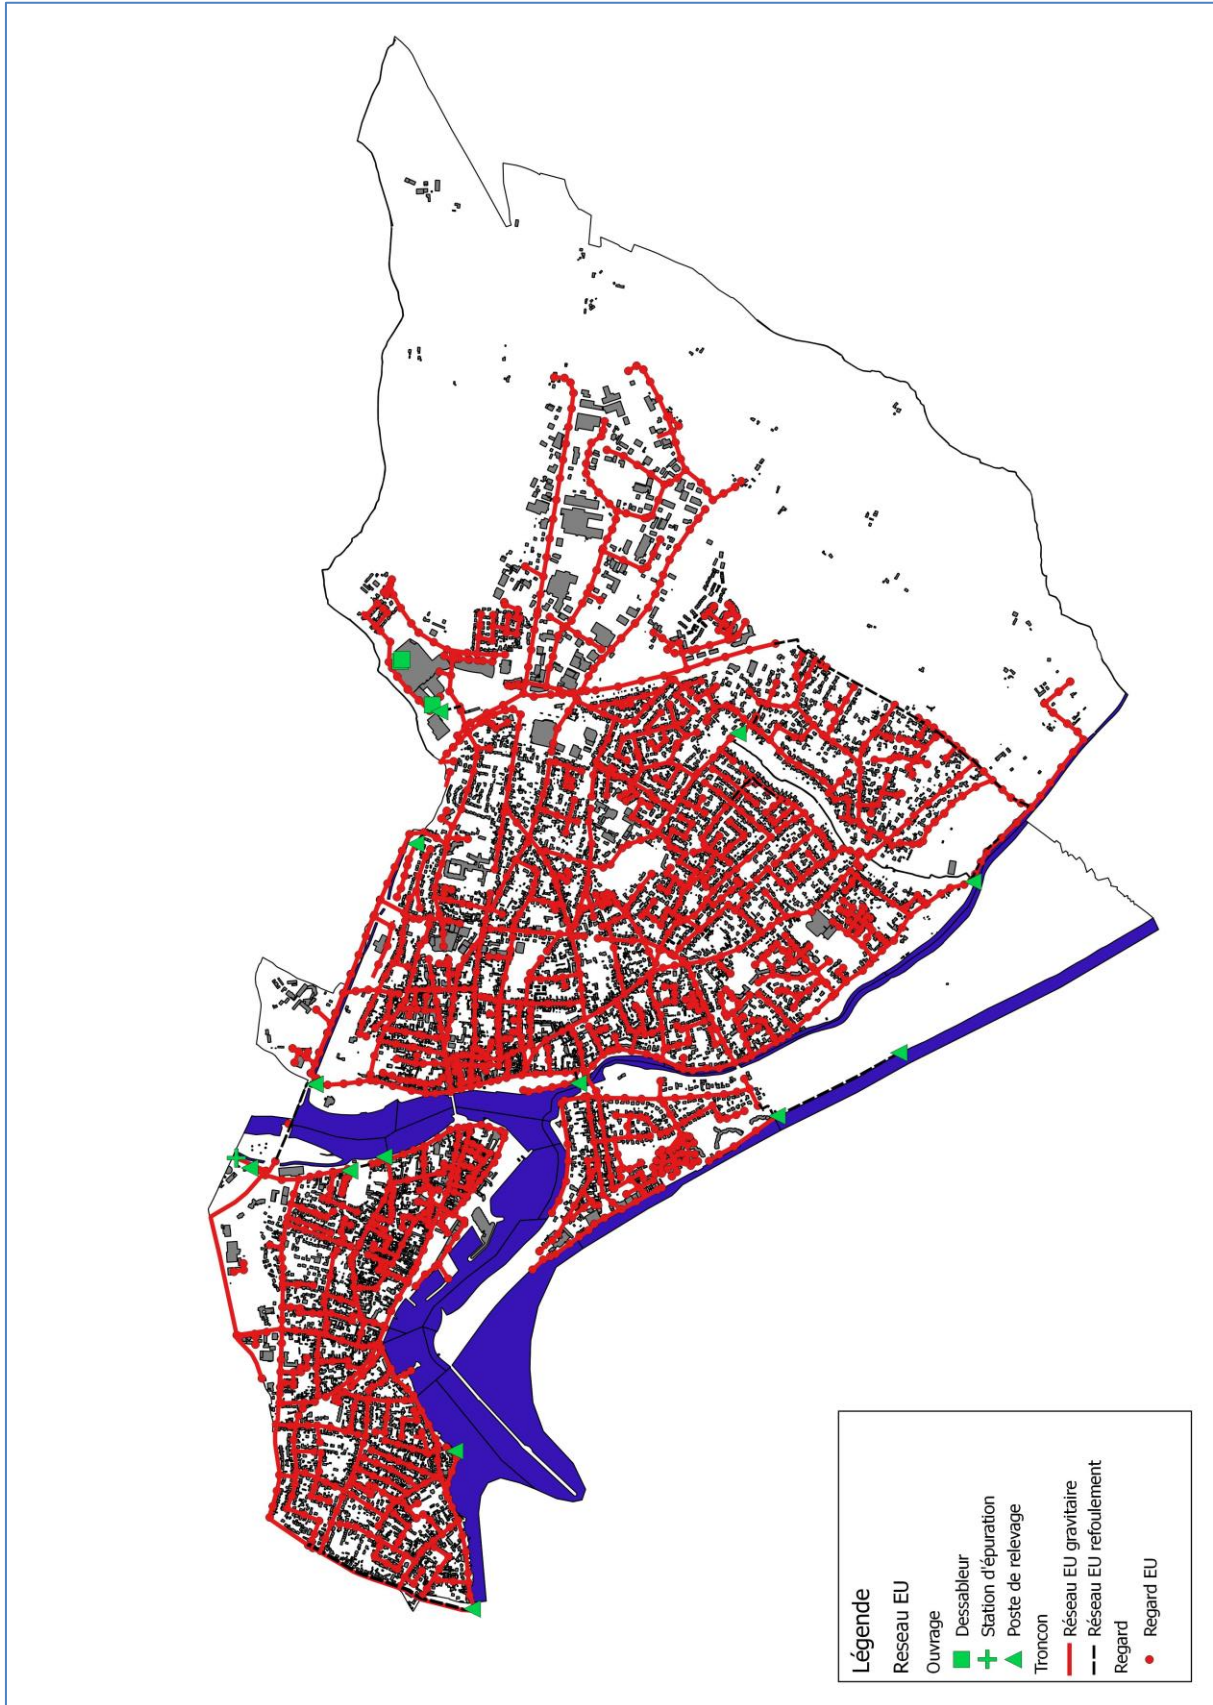 Légende
Reseau EU
Ouvrage
Dessableur
Station d'épuration
Poste de relevage
Troncon
Réseau EU gravitaire
Réseau EU refoulement
Regard
Regard EU